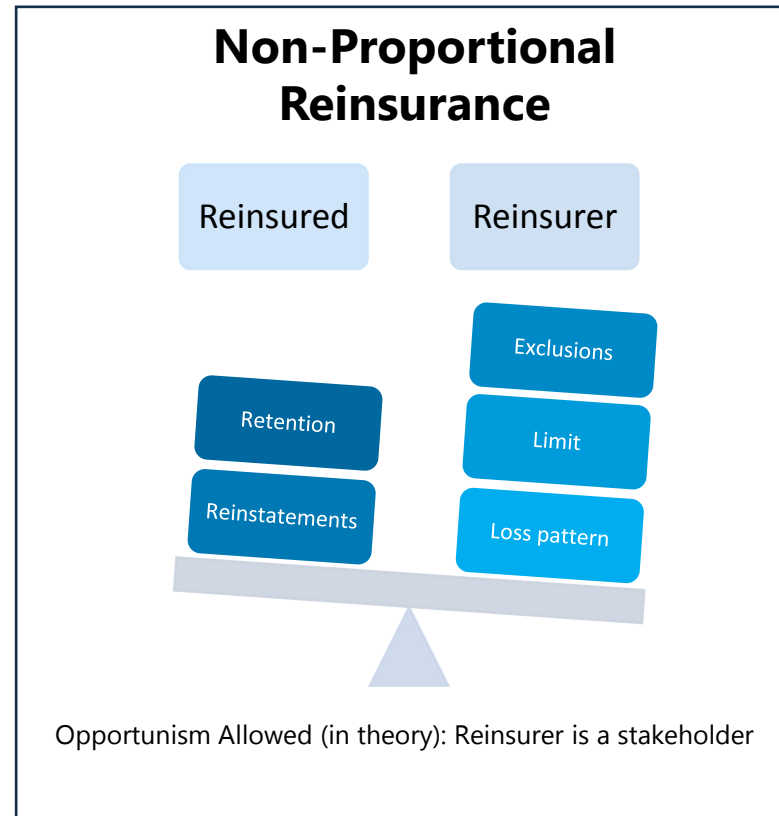 Non-Proportional
Reinsurance
Reinsured
Reinsurer
Exclusions
Retention
Limit
Reinstatements
Loss pattern
Opportunism Allowed (in theory): Reinsurer is a stakeholder